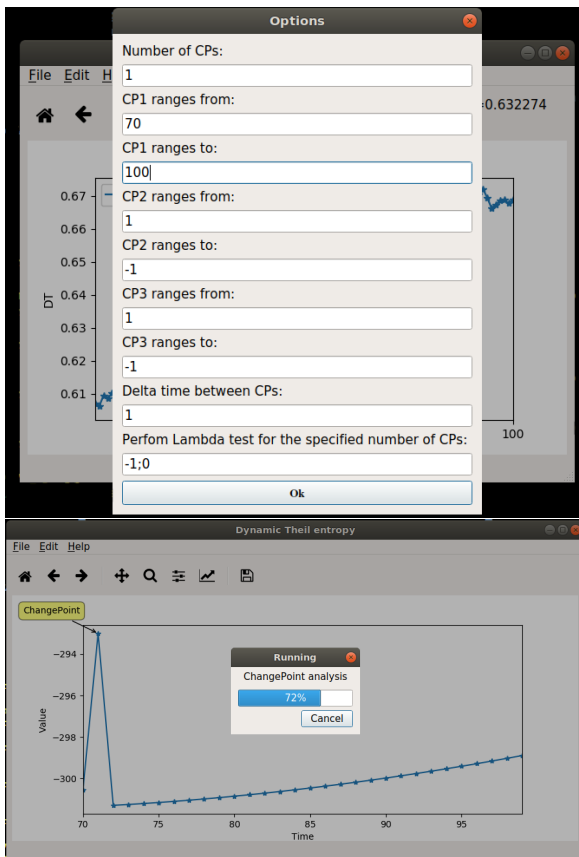 Options
Number of CPs:
1
File Edit H
CP1 ranges from:
=0.632274
70
CP1 ranges to:
100
CP2 ranges from:
0.67
1
0.66
CP2 ranges to:
0.65
-1
0.64
CP3 ranges from:
DT
1
0.63
CP3 ranges to:
0.62
-1
0.61
Delta time between CPs:
1
100
Perfom Lambda test for the specified number of CPs:
-1;0
Ok
Dynamic Theil entropy
File Edit Help
ChangePoint
Running
ChangePoint analysis
72%
Cancel
−294
−296
−298
−300
Value
70 75 80 85 90 95
Time